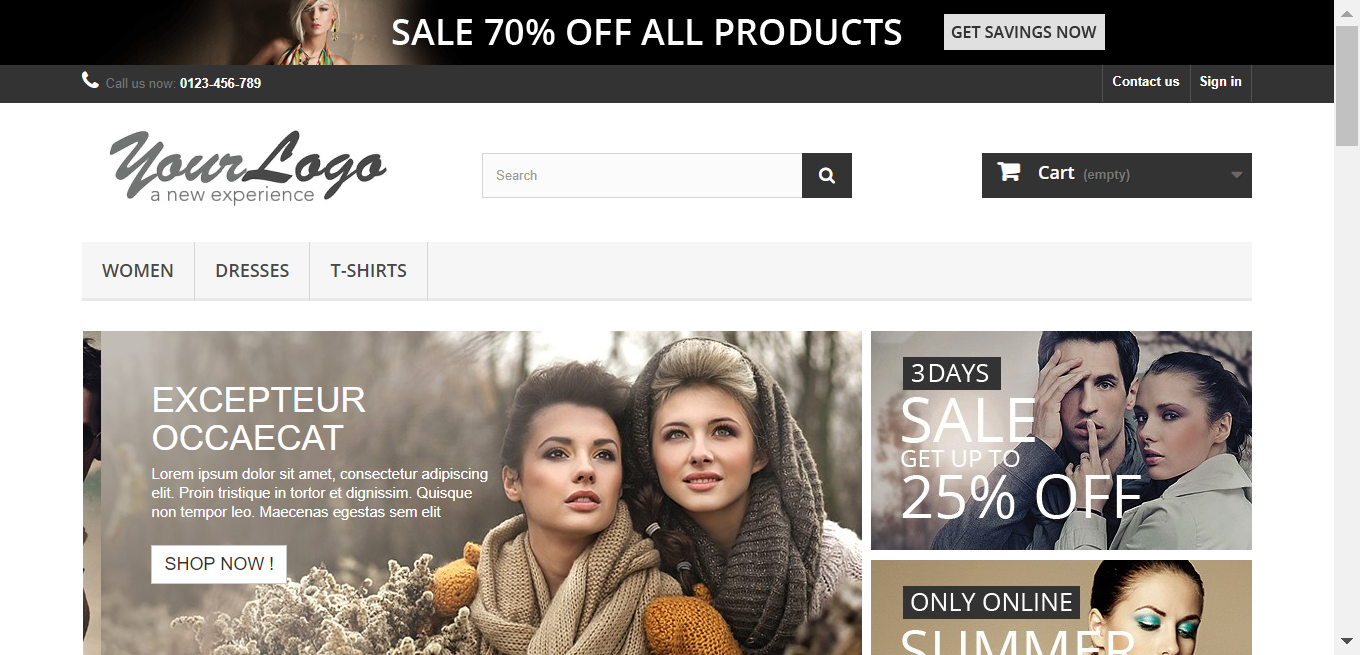 SALE 70% OFF ALL PRODUCTS
GET SAVINGS NOW
Call us now: 0123-456-789
Contact us
Sign in
YourLogo
a new experience
Search
Cart (empty)
WOMEN
DRESSES
T-SHIRTS
EXCEPTEUR
OCCAECAT
Lorem ipsum dolor sit amet, consectetur adipiscing
elit. Proin tristique in tortor et dignissim. Quisque
non tempor leo. Maecenas egestas sem elit
SHOP NOW !
3 DAYS
SALE
GET UP TO
25% OFF
ONLY ONLINE
SUMMER